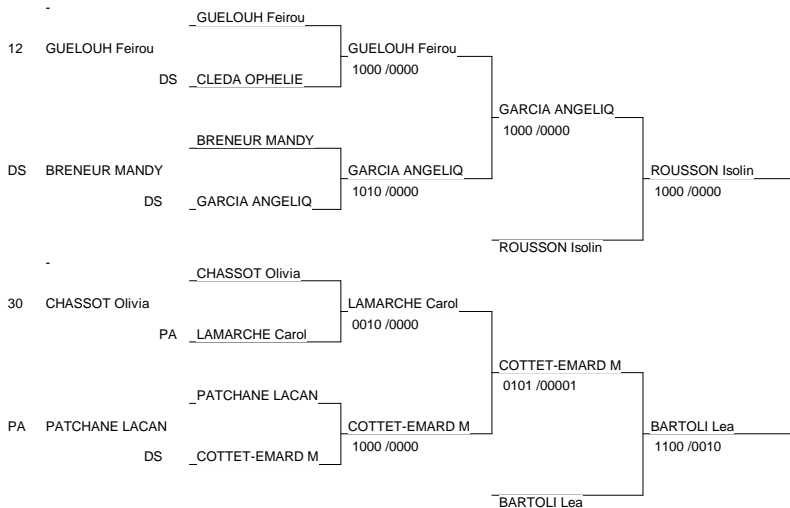 -
GUELOUH Feirou
12 GUELOUH Feirou
GUELOUH Feirou
1000 /0000
DS CLEDA OPHELIE
GARCIA ANGELIQ
1000 /0000
BRENEUR MANDY
DS BRENEUR MANDY
GARCIA ANGELIQ
1010 /0000
ROUSSON Isolin
1000 /0000
DS GARCIA ANGELIQ
ROUSSON Isolin
-
CHASSOT Olivia
30 CHASSOT Olivia
LAMARCHE Carol
0010 /0000
PA LAMARCHE Carol
COTTET-EMARD M
0101 /00001
PATCHANE LACAN
PA PATCHANE LACAN
COTTET-EMARD M
1000 /0000
BARTOLI Lea
1100 /0010
DS COTTET-EMARD M
BARTOLI Lea